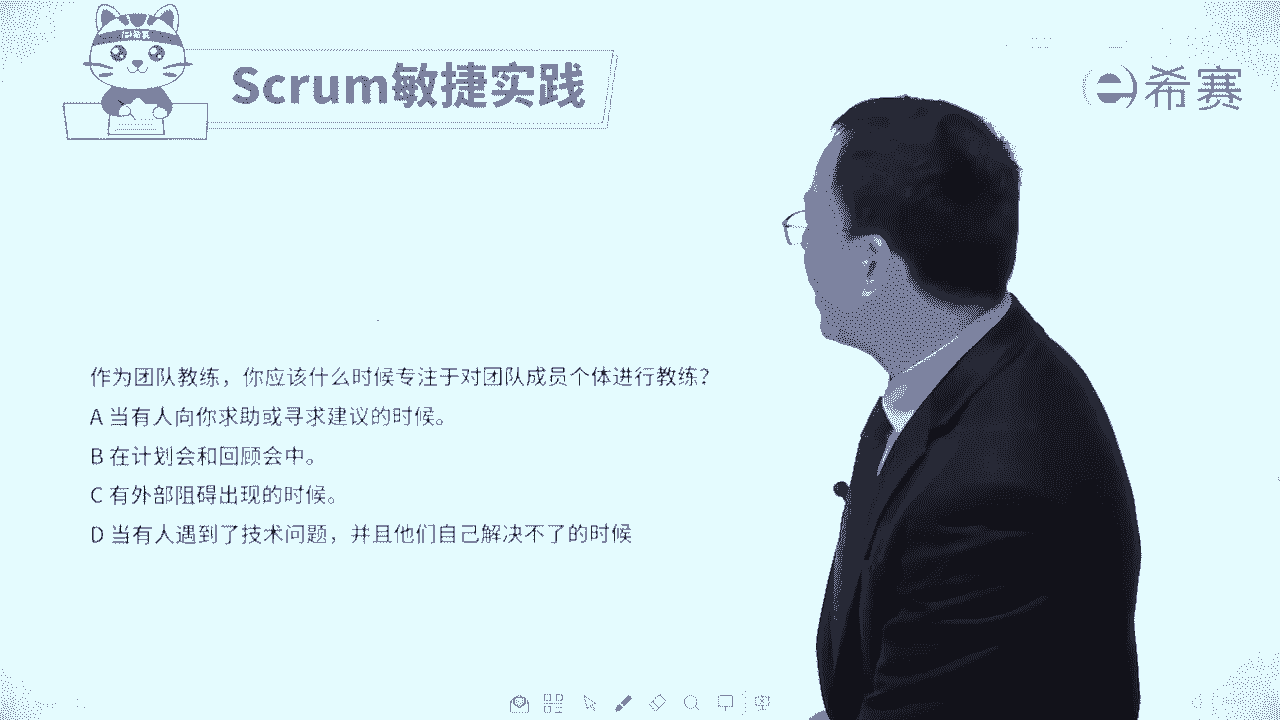 Scrum敏捷实践
希赛
作为团队教练，你应该什么时候专注于对团队成员个体进行教练？
A 当有人向你求助或寻求建议的时候。
B 在计划会和回顾会中。
C 有外部阻碍出现的时候。
D 当有人遇到了技术问题，并且他们自己解决不了的时候